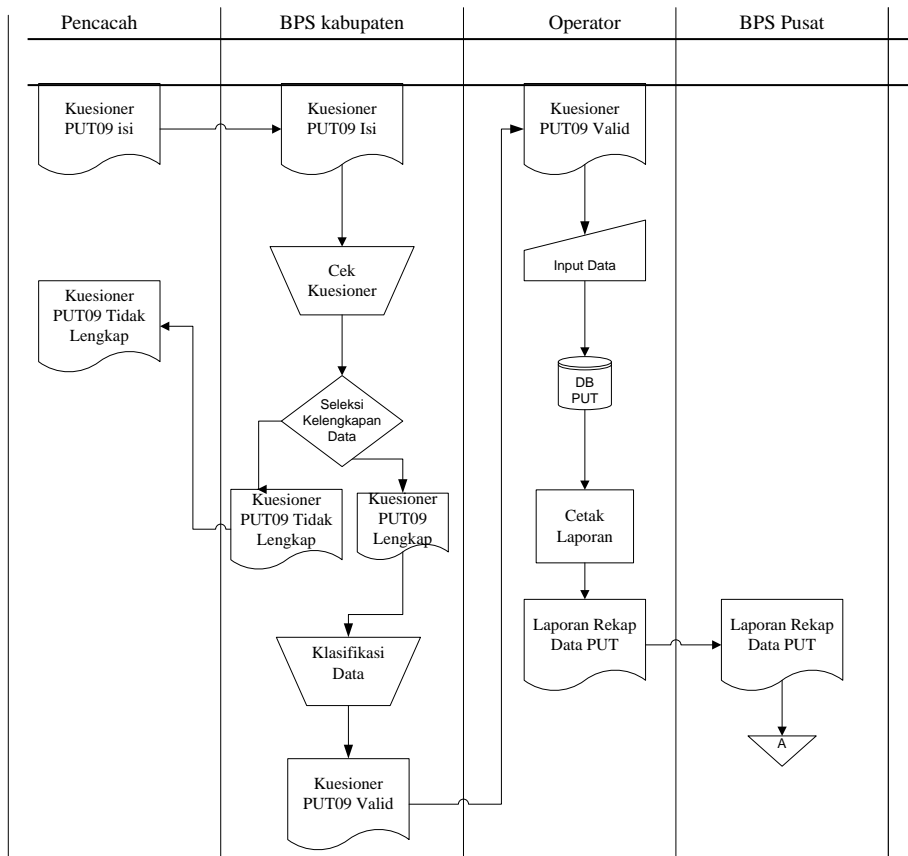 Pencacah
BPS kabupaten
Operator
BPS Pusat
Kuesioner
PUT09 isi
Kuesioner
PUT09 Isi
Kuesioner
PUT09 Valid
Cek
Kuesioner
Input Data
Kuesioner
PUT09 Tidak
Lengkap
DB
PUT
Seleksi
Kelengkapan
Data
Kuesioner
PUT09 Tidak
Lengkap
Kuesioner
PUT09
Lengkap
Cetak
Laporan
Klasifikasi
Data
Laporan Rekap
Data PUT
Laporan Rekap
Data PUT
A
Kuesioner
PUT09 Valid